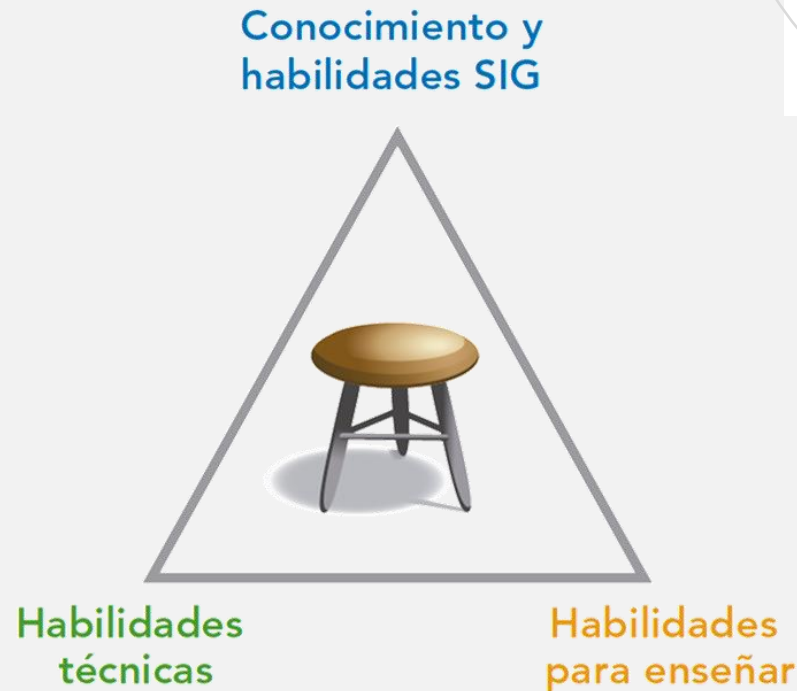 Conocimiento y
habilidades SIG
Habilidades
técnicas
Habilidades
para enseñar